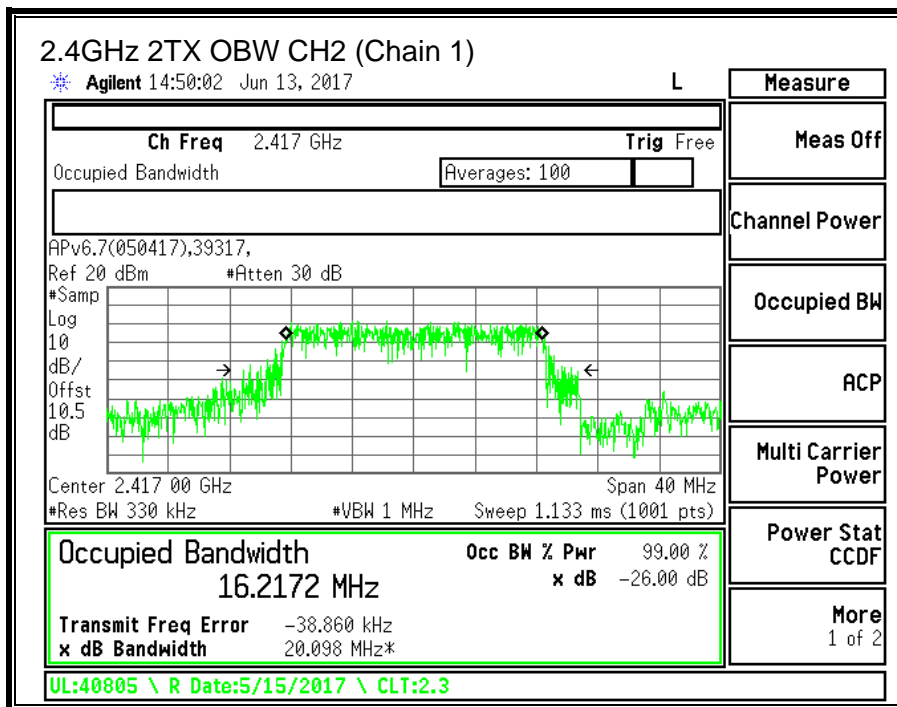 2.4GHz 2TX OBW CH2 (Chain 1)
Agilent 14:50:02 Jun 13, 2017 L
Ch Freq 2.417 GHz Trig Free
Occupied Bandwidth Averages: 100
APv6.7(050417),39317,
Ref 20 dBm #Atten 30 dB
#Samp
Log
10
dB/
Offst
10.5
dB
Center 2.417 00 GHz Span 40 MHz
#Res BW 330 kHz #VBW 1 MHz Sweep 1.133 ms (1001 pts)
Occupied Bandwidth Occ BW % Pwr 99.00 %
16.2172 MHz x dB -26.00 dB
Transmit Freq Error -38.860 kHz
x dB Bandwidth 20.098 MHz*
UL:40805 \ R Date:5/15/2017 \ CLT:2.3
Measure
Meas Off
Channel Power
Occupied BW
ACP
Multi Carrier
Power
Power Stat
CCDF
More
1 of 2